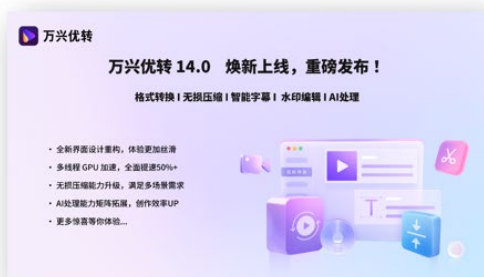 万兴优转
万兴优转 14.0 焕新上线，重磅发布！
格式转换 I 无损压缩 I 智能字幕 I 水印编辑 I AI处理
· 全新界面设计重构，体验更加丝滑
· 多线程 GPU 加速，全面提速50%+
· 无损压缩能力升级，满足多场景需求
· AI处理能力矩阵拓展，创作效率UP
· 更多惊喜等你体验...
T